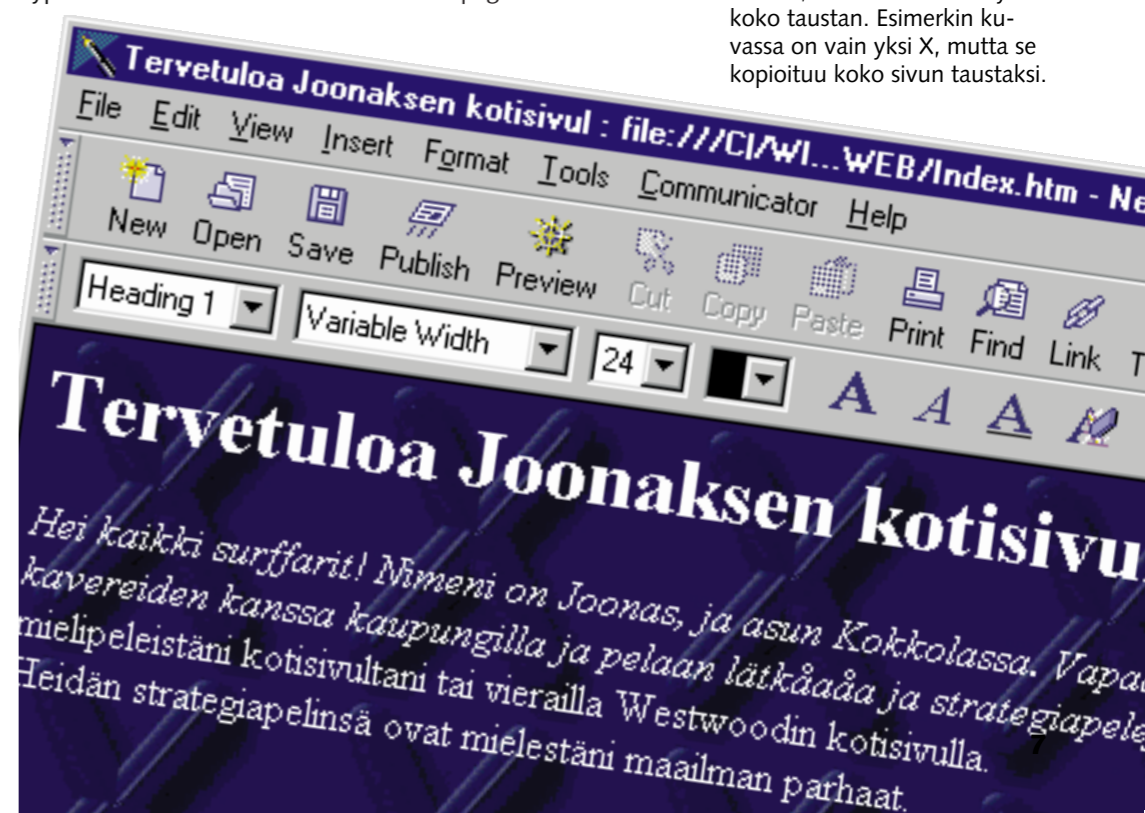 koko taustan. Esimerkin ku-
vassa on vain yksi X, mutta se
kopioituu koko sivun taustaksi.
Tervetuloa Joonaksen kotisivul : file:///C|/WI...WEB/Index.htm - Ne
File Edit View Insert Format Tools Communicator Help
New Open Save Publish Preview Cut Copy Paste Print Find Link T
Heading 1 Variable Width 24 A A A A
Tervetuloa Joonaksen kotisivu
Hei kaikki surffarit! Nimeni on Joonas, ja asun Kokkolassa. Vapaa
kavereiden kanssa kaupungilla ja pelaan lätkåaåa ja strategiapele
mielipeleistäni kotisivultani tai vierailla Westwoodin kotisivulla.
Heidän strategiapelinsä ovat mielestäni maailman parhaat.
7